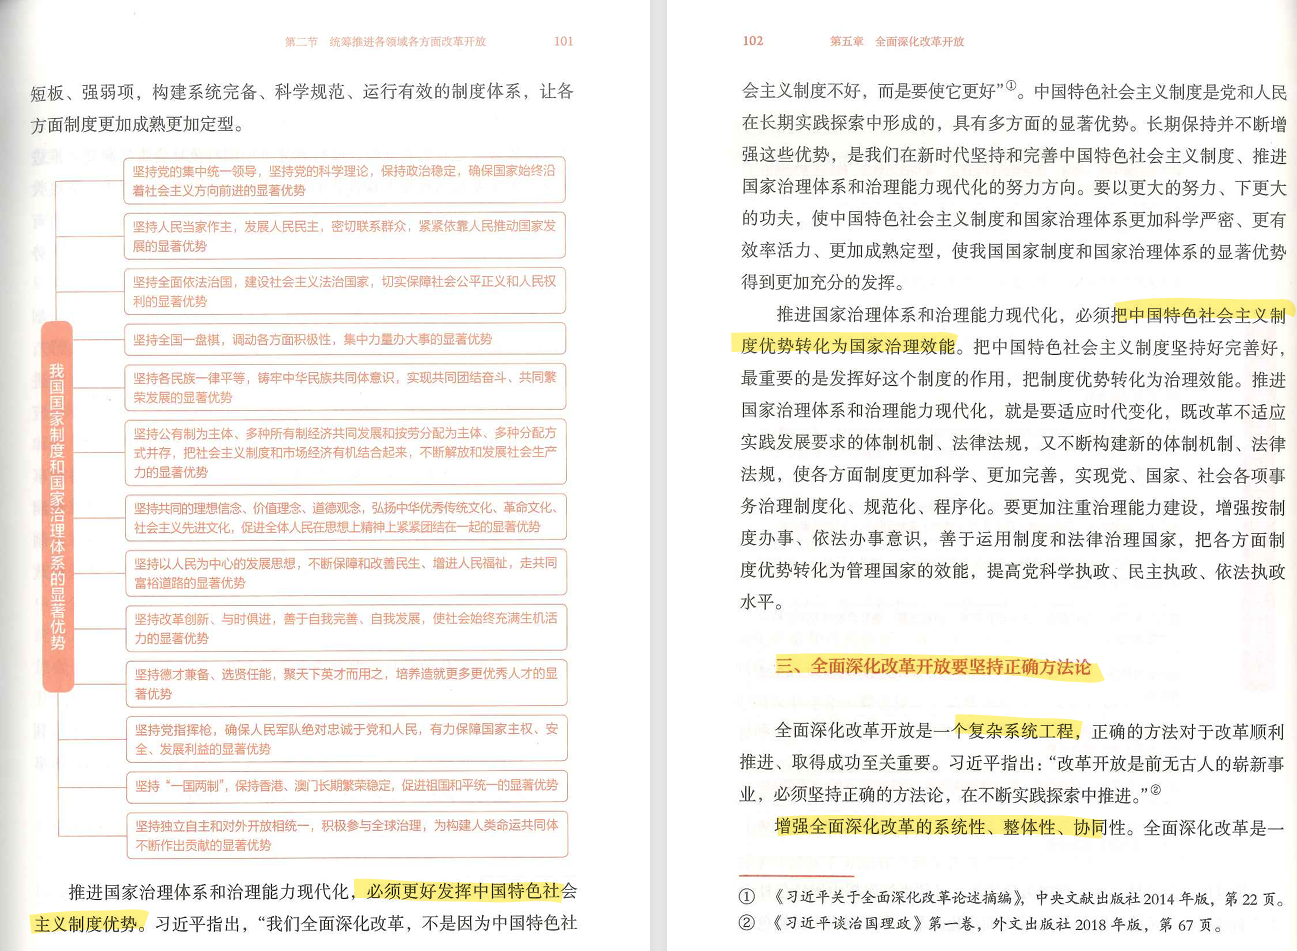 第二节 统筹推进各领域各方面改革开放 101
短板、强弱项，构建系统完备、科学规范、运行有效的制度体系，让各
方面制度更加成熟更加定型。
我国国家制度和国家治理体系的显著优势
坚持党的集中统一领导，坚持党的科学理论，保持政治稳定，确保国家始终沿
着社会主义方向前进的显著优势
坚持人民当家作主，发展人民民主，密切联系群众，紧紧依靠人民推动国家发
展的显著优势
坚持全面依法治国，建设社会主义法治国家，切实保障社会公平正义和人民权
利的显著优势
坚持全国一盘棋，调动各方面积极性，集中力量办大事的显著优势
坚持各民族一律平等，铸牢中华民族共同体意识，实现共同团结奋斗、共同繁
荣发展的显著优势
坚持公有制为主体、多种所有制经济共同发展和按劳分配为主体、多种分配方
式并存，把社会主义制度和市场经济有机结合起来，不断解放和发展社会生产
力的显著优势
坚持共同的理想信念、价值理念、道德观念，弘扬中华优秀传统文化、革命文化、
社会主义先进文化，促进全体人民在思想上精神上紧紧团结在一起的显著优势
坚持以人民为中心的发展思想，不断保障和改善民生、增进人民福祉，走共同
富裕道路的显著优势
坚持改革创新、与时俱进，善于自我完善、自我发展，使社会始终充满生机活
力的显著优势
坚持德才兼备、选贤任能，聚天下英才而用之，培养造就更多更优秀人才的显
著优势
坚持党指挥枪，确保人民军队绝对忠诚于党和人民，有力保障国家主权、安
全、发展利益的显著优势
坚持“一国两制”，保持香港、澳门长期繁荣稳定，促进祖国和平统一的显著优势
坚持独立自主和对外开放相统一，积极参与全球治理，为构建人类命运共同体
不断作出贡献的显著优势
推进国家治理体系和治理能力现代化，必须更好发挥中国特色社会
主义制度优势。习近平指出，“我们全面深化改革，不是因为中国特色社
102 第五章 全面深化改革开放
会主义制度不好，而是要使它更好”①。中国特色社会主义制度是党和人民
在长期实践探索中形成的，具有多方面的显著优势。长期保持并不断增
强这些优势，是我们在新时代坚持和完善中国特色社会主义制度、推进
国家治理体系和治理能力现代化的努力方向。要以更大的努力、下更大
的功夫，使中国特色社会主义制度和国家治理体系更加科学严密、更有
效率活力、更加成熟定型，使我国国家制度和国家治理体系的显著优势
得到更加充分的发挥。
推进国家治理体系和治理能力现代化，必须把中国特色社会主义制
度优势转化为国家治理效能。把中国特色社会主义制度坚持好完善好，
最重要的是发挥好这个制度的作用，把制度优势转化为治理效能。推进
国家治理体系和治理能力现代化，就是要适应时代变化，既改革不适应
实践发展要求的体制机制、法律法规，又不断构建新的体制机制、法律
法规，使各方面制度更加科学、更加完善，实现党、国家、社会各项事
务治理制度化、规范化、程序化。要更加注重治理能力建设，增强按制
度办事、依法办事意识，善于运用制度和法律治理国家，把各方面制
度优势转化为管理国家的效能，提高党科学执政、民主执政、依法执政
水平。
三、全面深化改革开放要坚持正确方法论
全面深化改革开放是一个复杂系统工程，正确的方法对于改革顺利
推进、取得成功至关重要。习近平指出：“改革开放是前无古人的崭新事
业，必须坚持正确的方法论，在不断实践探索中推进。”②
增强全面深化改革的系统性、整体性、协同性。全面深化改革是一
① 《习近平关于全面深化改革论述摘编》，中央文献出版社 2014 年版，第 22 页。
② 《习近平谈治国理政》第一卷，外文出版社 2018 年版，第 67 页。